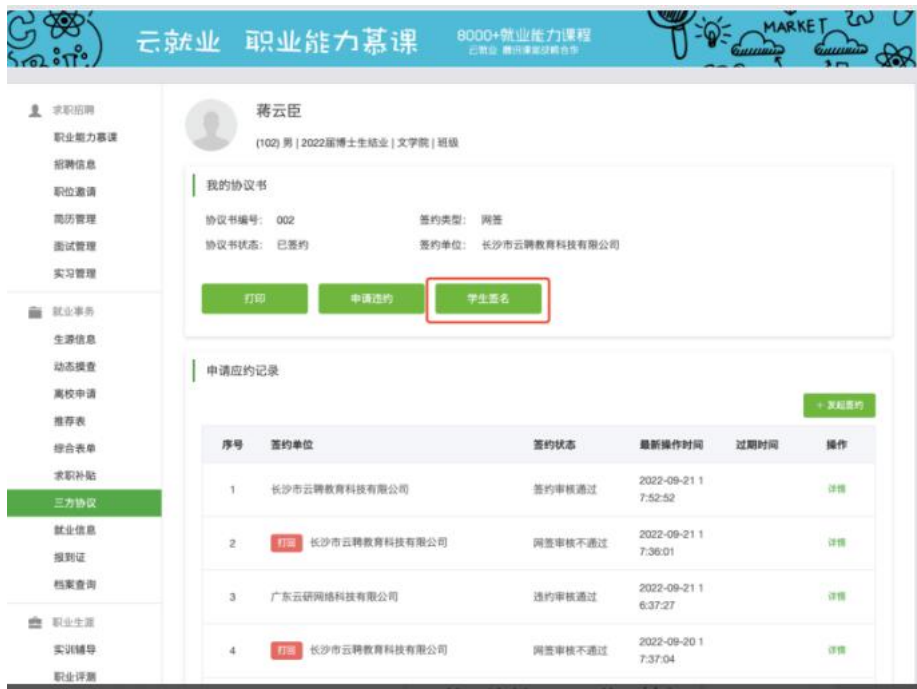 云就业 职业能力慕课
8000+就业能力课程
MARKET
求职招聘
职业能力慕课
招聘信息
职位邀请
简历管理
面试管理
实习管理
就业事务
生源信息
动态摸查
离校申请
推荐表
综合表单
求职补贴
三方协议
就业信息
报到证
档案查询
职业生涯
实训辅导
职业评测
蒋云臣
(102) 男 | 2022届博士生结业 | 文学院 | 班级
我的协议书
协议书编号: 002 签约类型: 网签
协议书状态: 已签约 签约单位: 长沙市云聘教育科技有限公司
打印 申请违约 学生签名
申请应约记录
+ 发起签约
序号 签约单位 签约状态 最新操作时间 过期时间 操作
1 长沙市云聘教育科技有限公司 签约审核通过 2022-09-21 1
7:52:52 详情
2 打回 长沙市云聘教育科技有限公司 网签审核不通过 2022-09-21 1
7:36:01 详情
3 广东云研网络科技有限公司 违约审核通过 2022-09-21 1
6:37:27 详情
4 打回 长沙市云聘教育科技有限公司 网签审核不通过 2022-09-20 1
7:37:04 详情